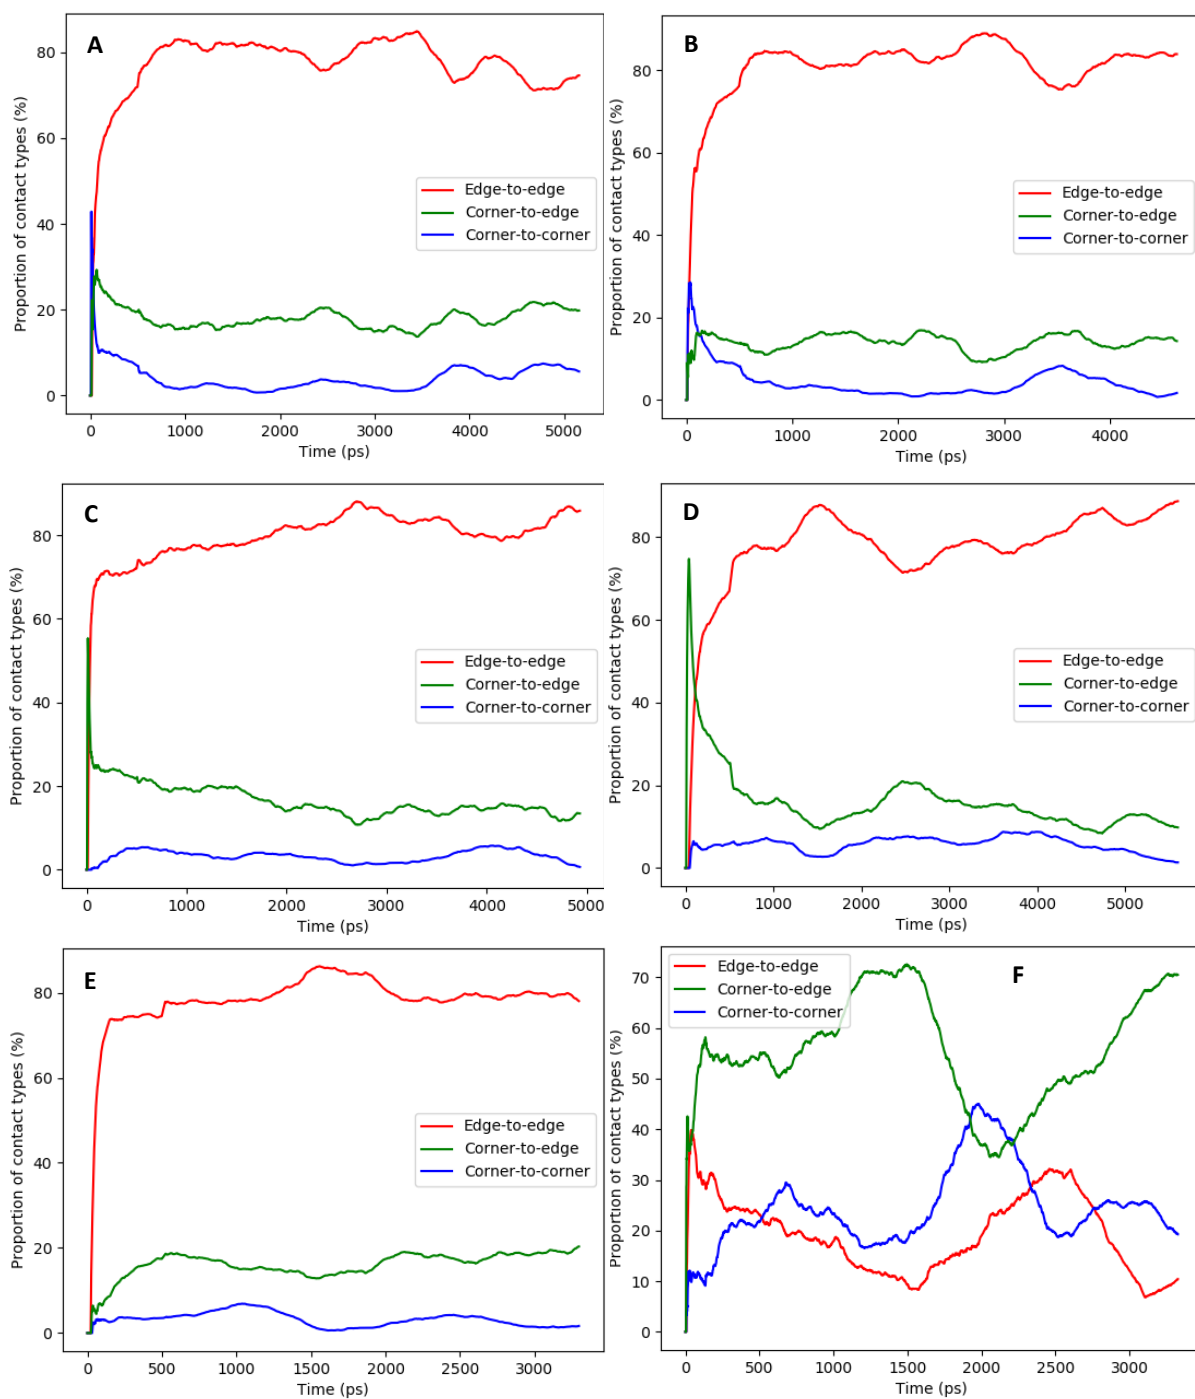 A
Proportion of contact types (%)
80
60
40
20
0
Edge-to-edge
Corner-to-edge
Corner-to-corner
0 1000 2000 3000 4000 5000
Time (ps)
B
Proportion of contact types (%)
80
60
40
20
0
Edge-to-edge
Corner-to-edge
Corner-to-corner
0 1000 2000 3000 4000
Time (ps)
C
Proportion of contact types (%)
80
60
40
20
0
Edge-to-edge
Corner-to-edge
Corner-to-corner
0 1000 2000 3000 4000 5000
Time (ps)
D
Proportion of contact types (%)
80
60
40
20
0
Edge-to-edge
Corner-to-edge
Corner-to-corner
0 1000 2000 3000 4000 5000
Time (ps)
E
Proportion of contact types (%)
80
60
40
20
0
Edge-to-edge
Corner-to-edge
Corner-to-corner
0 500 1000 1500 2000 2500 3000
Time (ps)
F
Proportion of contact types (%)
70
60
50
40
30
20
10
0
Edge-to-edge
Corner-to-edge
Corner-to-corner
0 500 1000 1500 2000 2500 3000
Time (ps)